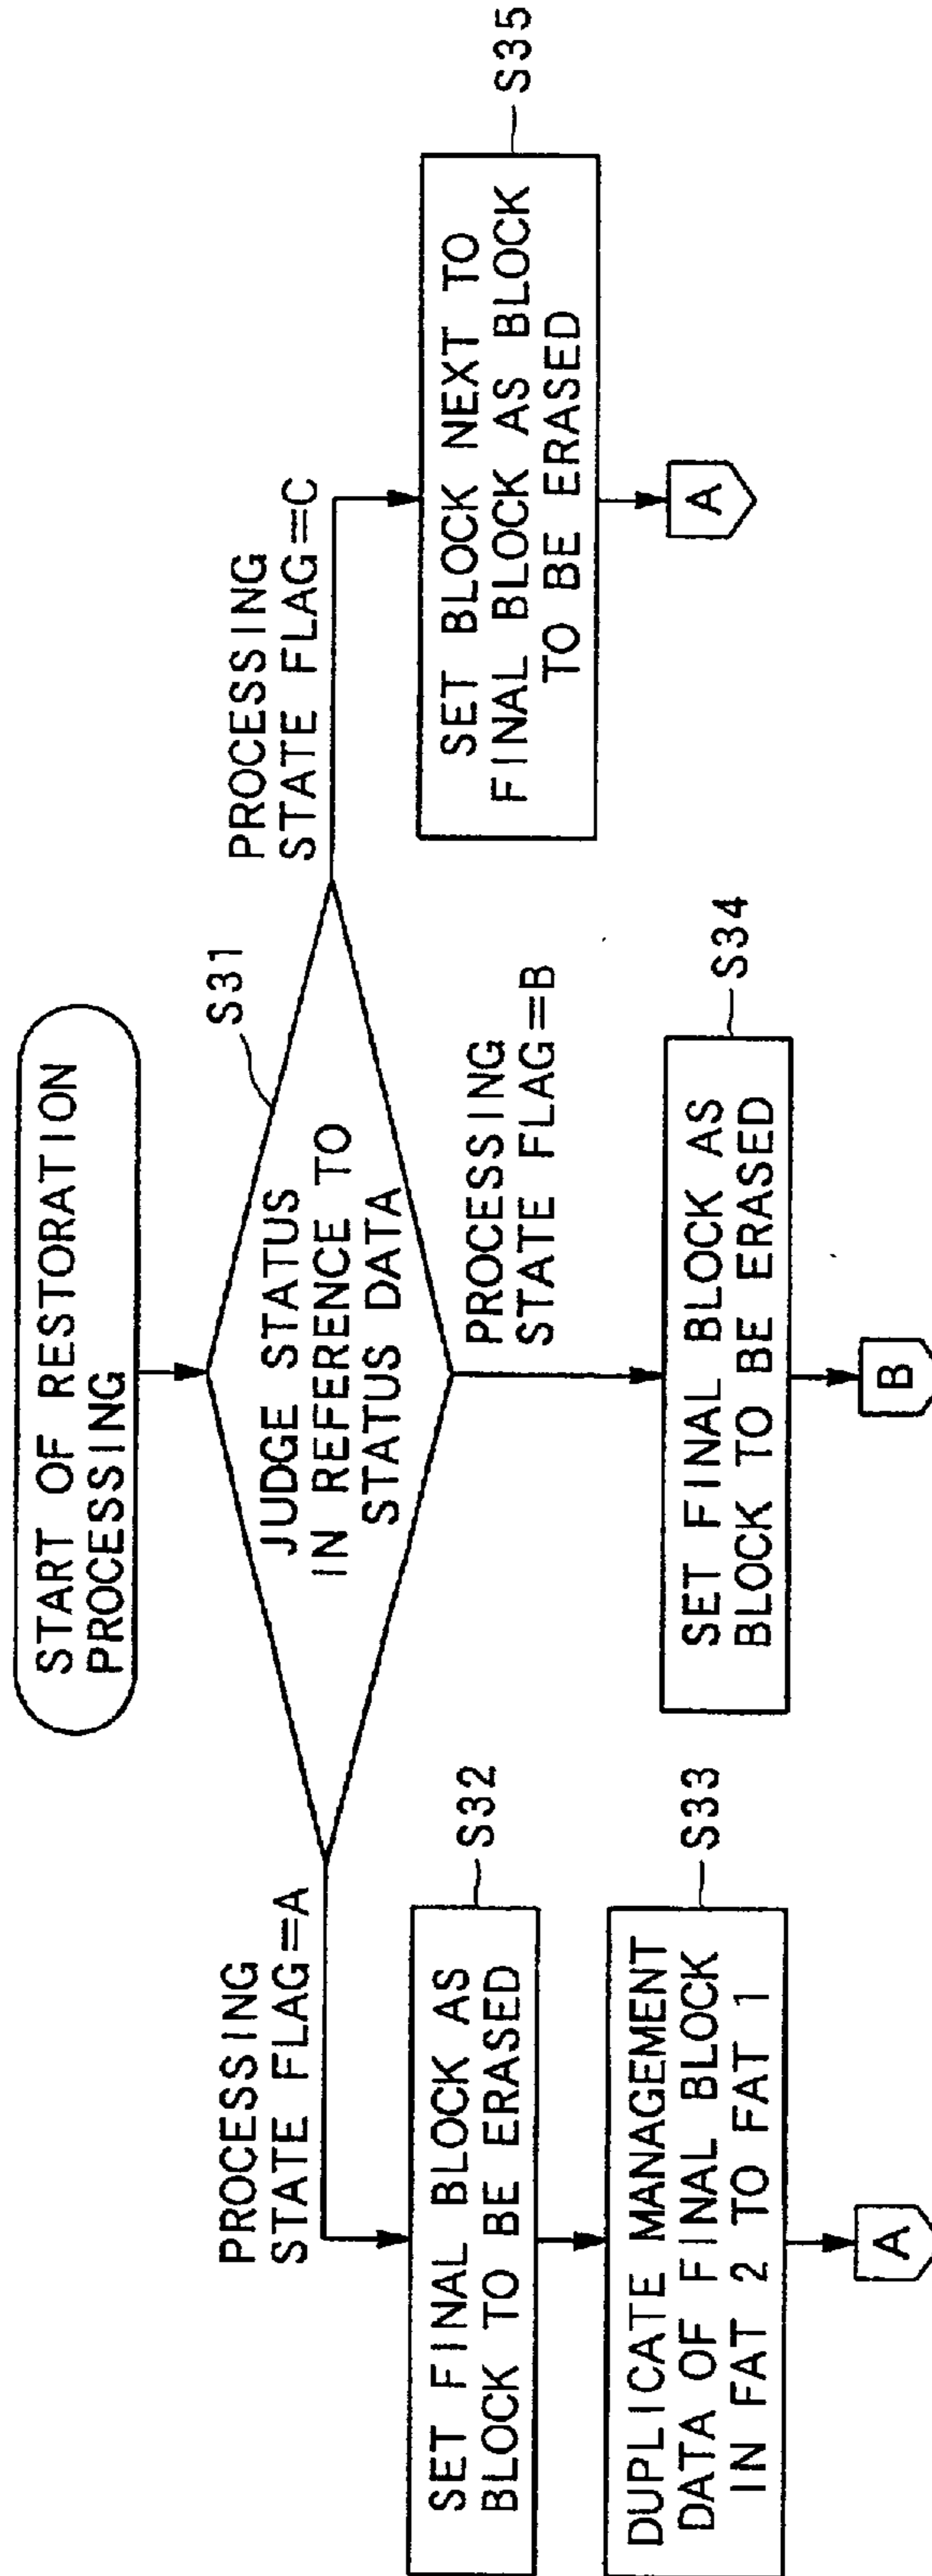 START OF RESTORATION
PROCESSING
S31
JUDGE STATUS
IN REFERENCE TO
STATUS DATA
PROCESSING
STATE FLAG=A
S32
SET FINAL BLOCK AS
BLOCK TO BE ERASED
S33
DUPLICATE MANAGEMENT
DATA OF FINAL BLOCK
IN FAT 2 TO FAT 1
A
PROCESSING
STATE FLAG=B
S34
SET FINAL BLOCK AS
BLOCK TO BE ERASED
B
PROCESSING
STATE FLAG=C
S35
SET BLOCK NEXT TO
FINAL BLOCK AS BLOCK
TO BE ERASED
A